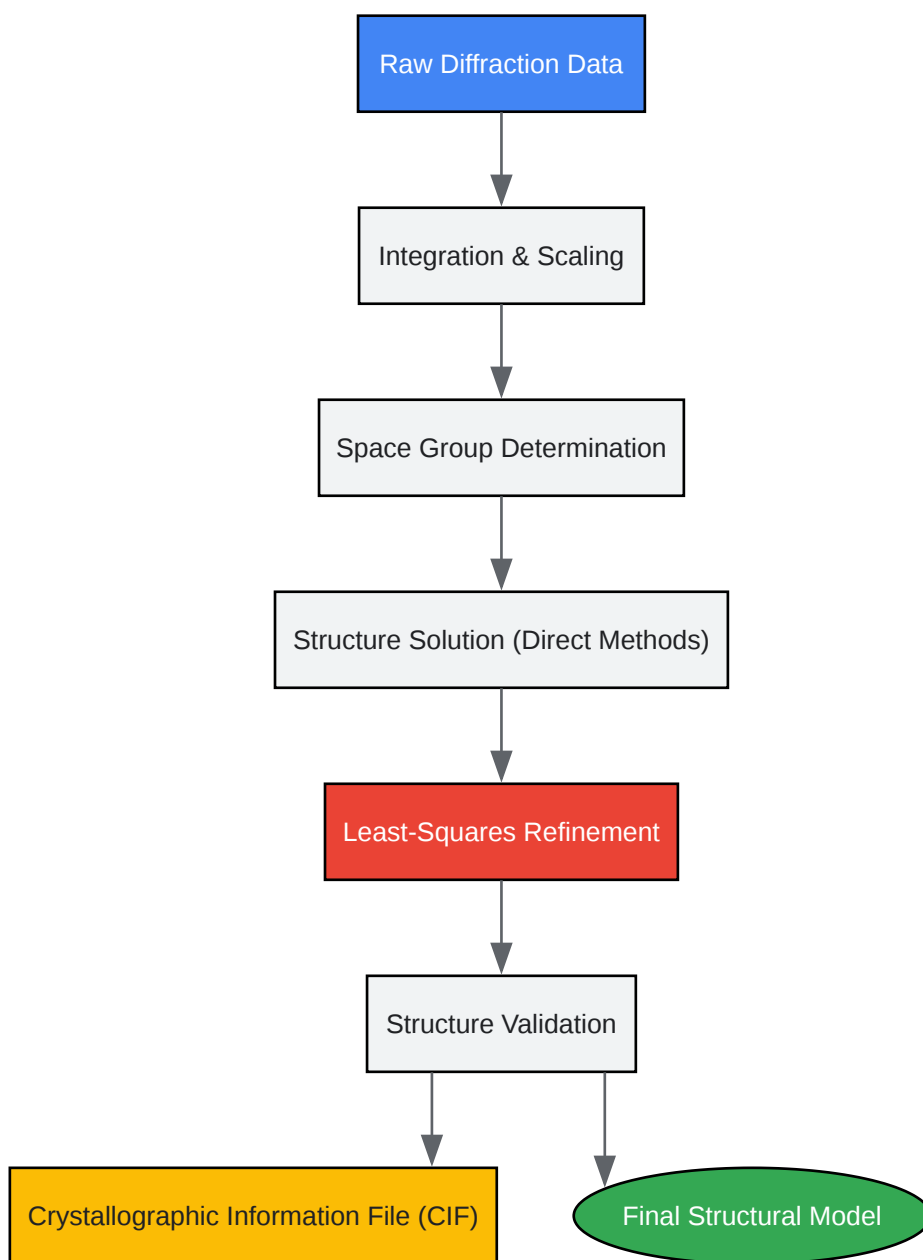 Raw Diffraction Data
Integration & Scaling
Space Group Determination
Structure Solution (Direct Methods)
Least-Squares Refinement
Structure Validation
Crystallographic Information File (CIF)
Final Structural Model